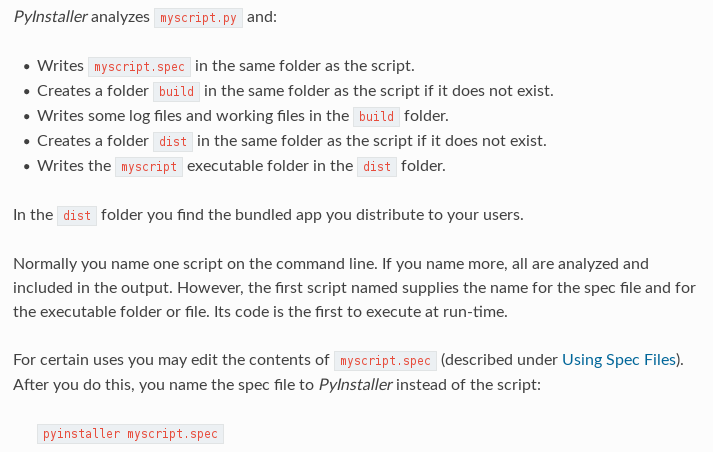 PyInstaller analyzes myscript.py and:
• Writes myscript.spec in the same folder as the script.
• Creates a folder build in the same folder as the script if it does not exist.
• Writes some log files and working files in the build folder.
• Creates a folder dist in the same folder as the script if it does not exist.
• Writes the myscript executable folder in the dist folder.
In the dist folder you find the bundled app you distribute to your users.
Normally you name one script on the command line. If you name more, all are analyzed and
included in the output. However, the first script named supplies the name for the spec file and for
the executable folder or file. Its code is the first to execute at run-time.
For certain uses you may edit the contents of myscript.spec (described under Using Spec Files).
After you do this, you name the spec file to PyInstaller instead of the script:
pyinstaller myscript.spec